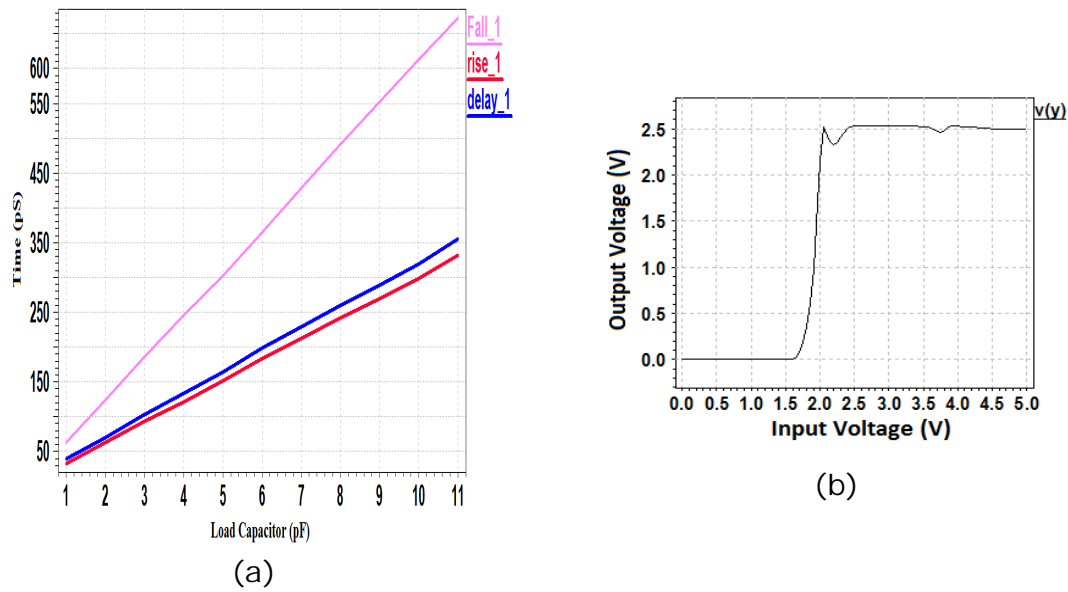 Fall_1
rise_1
delay_1
600
550
450
350
250
150
50
Time (pS)
1 2 3 4 5 6 7 8 9 10 11
Load Capacitor (pF)
(a)
v(y)
2.5
2.0
1.5
1.0
0.5
0.0
Output Voltage (V)
0.0 0.5 1.0 1.5 2.0 2.5 3.0 3.5 4.0 4.5 5.0
Input Voltage (V)
(b)